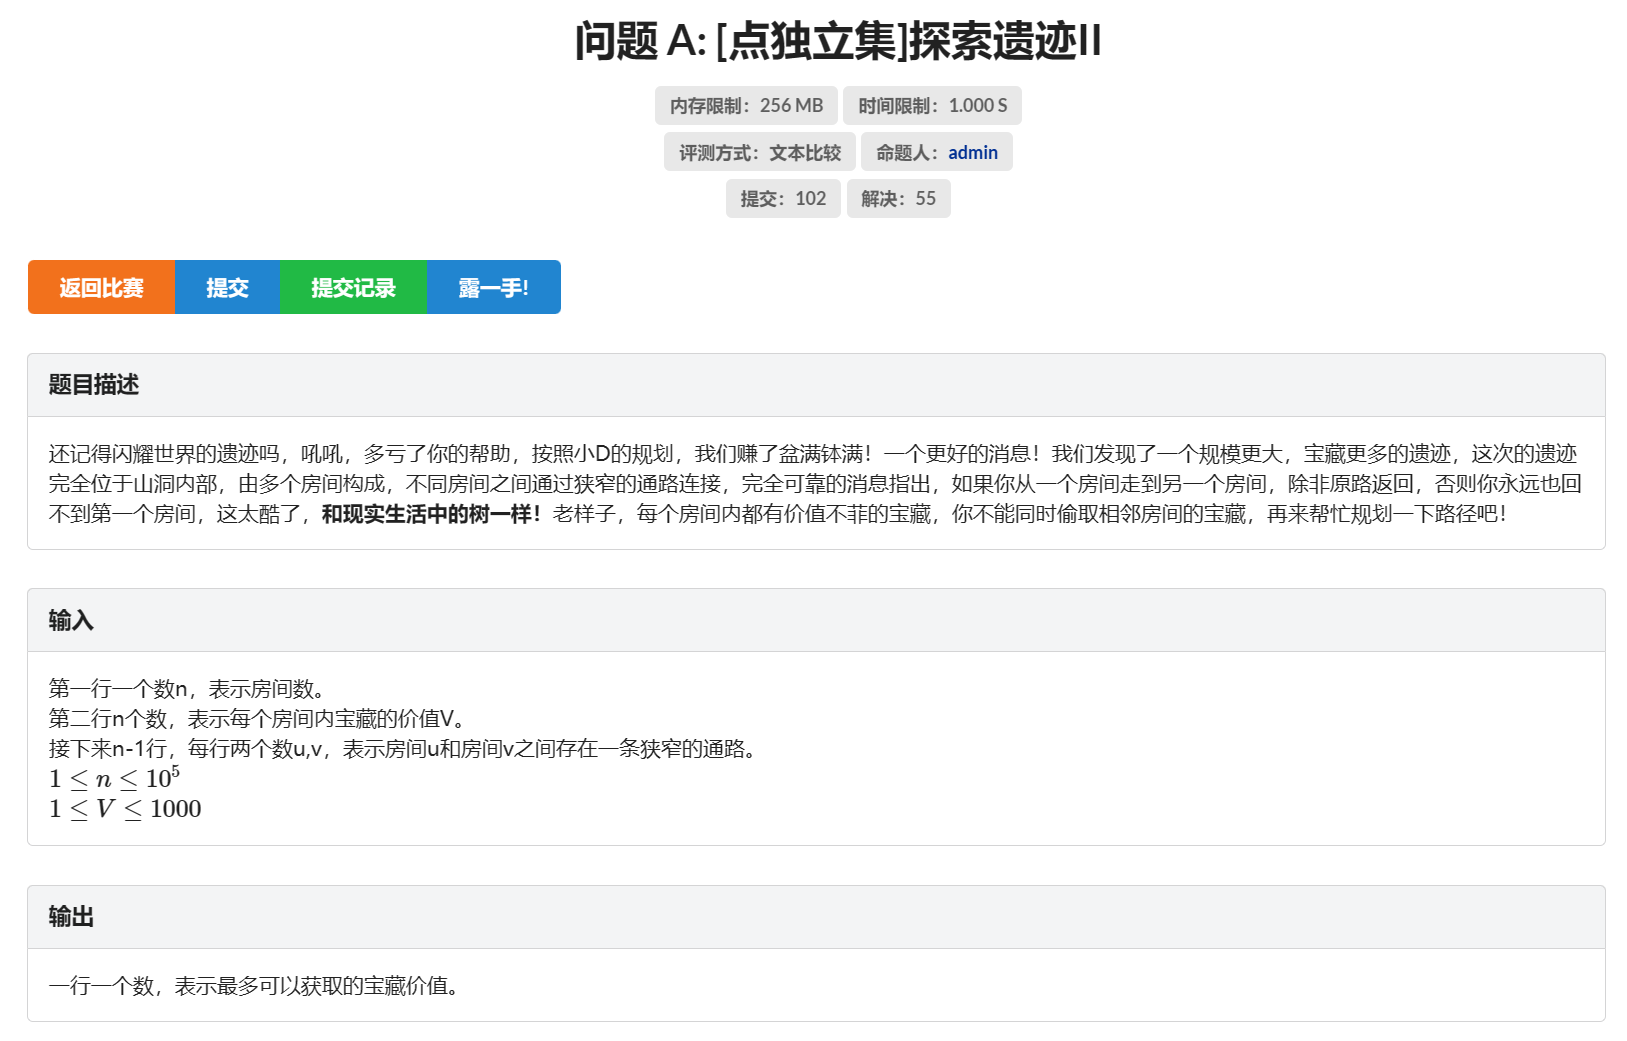 问题 A: [点独立集]探索遗迹II
内存限制：256 MB 时间限制：1.000 S
评测方式：文本比较 命题人：admin
提交：102 解决：55
返回比赛 提交 提交记录 露一手!
题目描述
还记得闪耀世界的遗迹吗，吼吼，多亏了你的帮助，按照小D的规划，我们赚了盆满钵满！一个更好的消息！我们发现了一个规模更大，宝藏更多的遗迹，这次的遗迹
完全位于山洞内部，由多个房间构成，不同房间之间通过狭窄的通路连接，完全可靠的消息指出，如果你从一个房间走到另一个房间，除非原路返回，否则你永远也回
不到第一个房间，这太酷了，和现实生活中的树一样！老样子，每个房间内都有价值不菲的宝藏，你不能同时偷取相邻房间的宝藏，再来帮忙规划一下路径吧！
输入
第一行一个数n，表示房间数。
第二行n个数，表示每个房间内宝藏的价值V。
接下来n-1行，每行两个数u,v，表示房间u和房间v之间存在一条狭窄的通路。
1 ≤ n ≤ 10⁵
1 ≤ V ≤ 1000
输出
一行一个数，表示最多可以获取的宝藏价值。